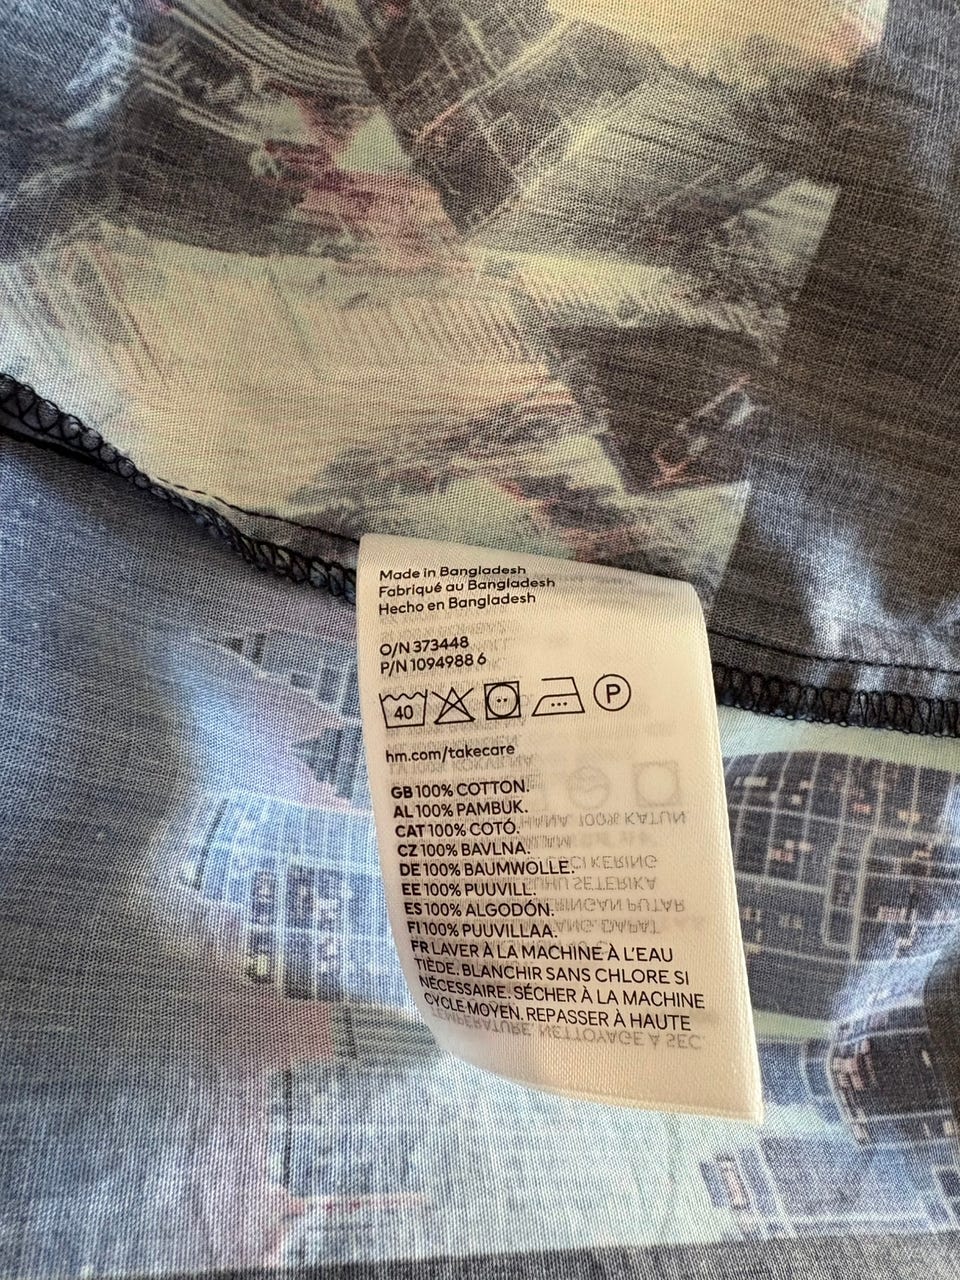 Made in Bangladesh
Fabriqué au Bangladesh
Hecho en Bangladesh
O/N 373448
P/N 1094988 6
40 P
hm.com/takecare
GB 100% COTTON.
AL 100% PAMBUK.
CAT 100% COTÓ.
CZ 100% BAVLNA.
DE 100% BAUMWOLLE.
EE 100% PUUVILL.
ES 100% ALGODÓN.
FI 100% PUUVILLAA.
FR LAVER À LA MACHINE À L'EAU
TIÈDE. BLANCHIR SANS CHLORE SI
NÉCESSAIRE. SÉCHER À LA MACHINE
CYCLE MOYEN. REPASSER À HAUTE
TEMPÉRATURE. NETTOYAGE A SEC.